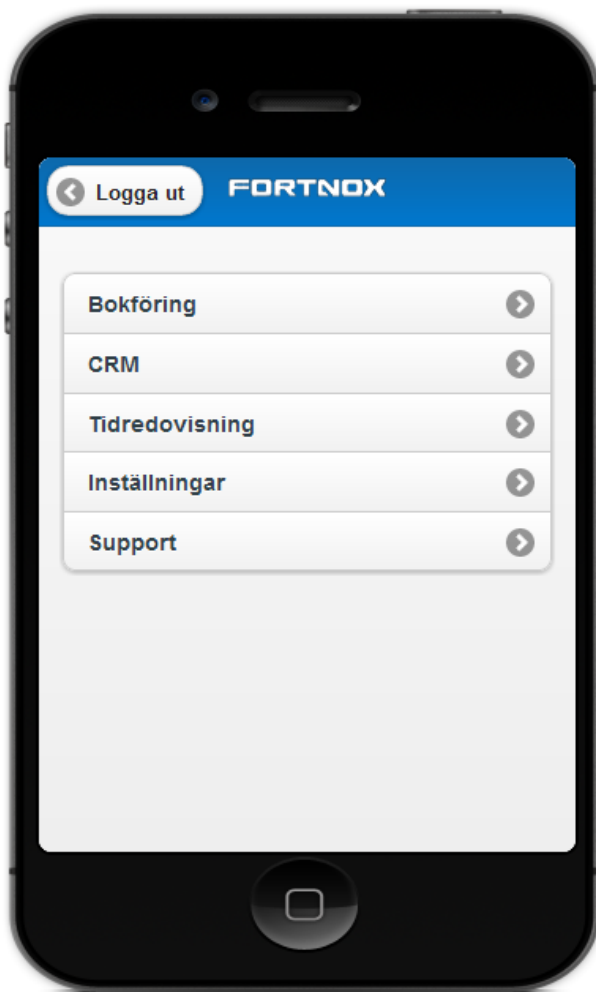 Logga ut
FORTNOX
Bokföring
CRM
Tidredovisning
Inställningar
Support